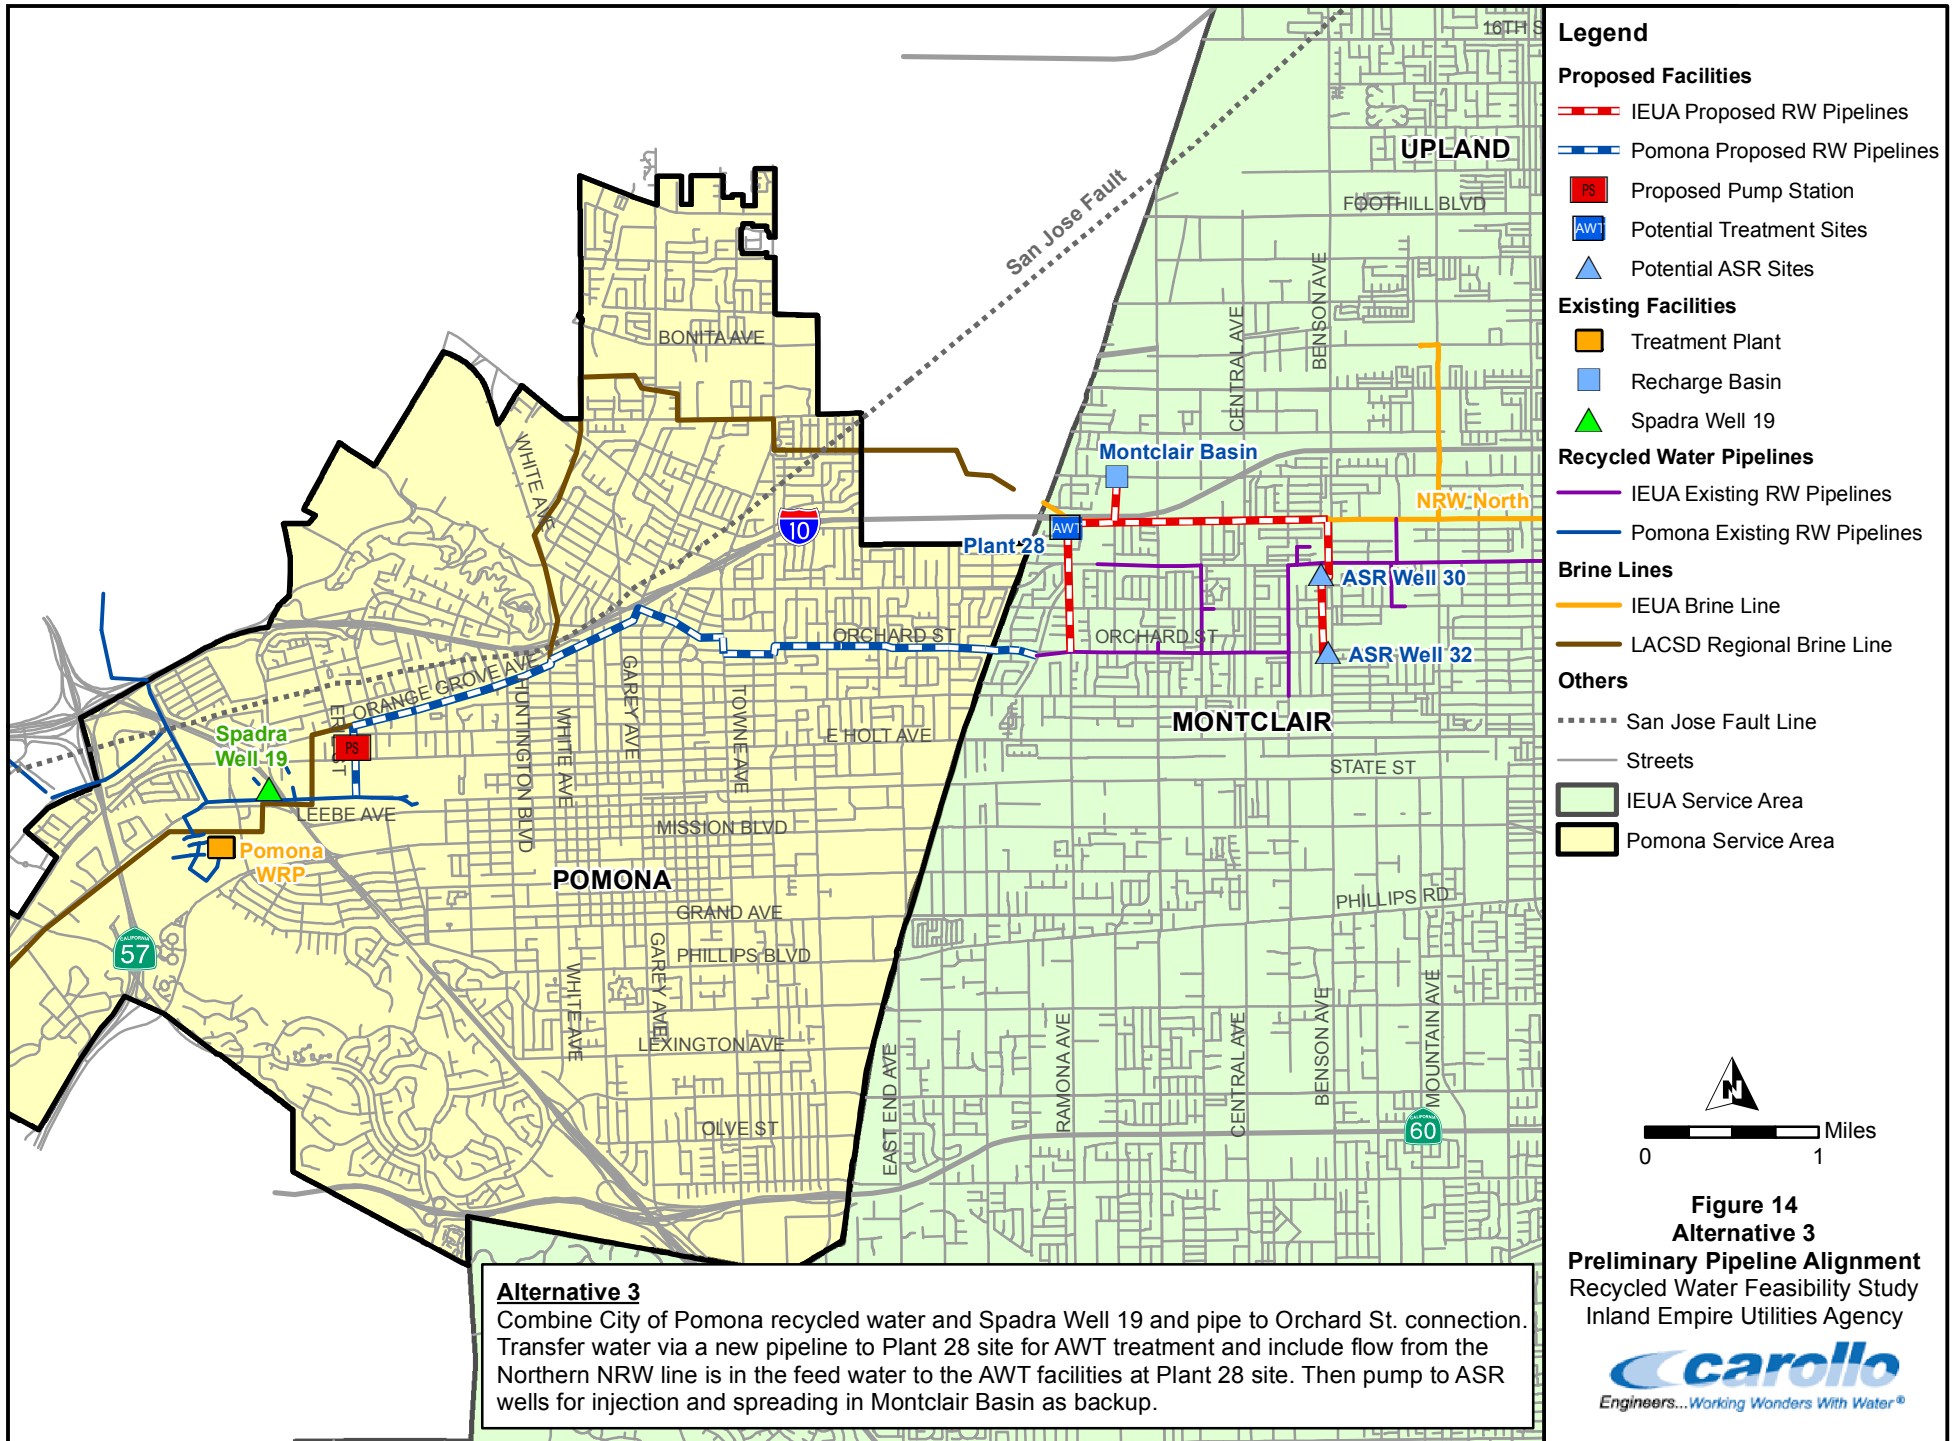 16TH S
UPLAND
FOOTHILL BLVD
San Jose Fault
BENSON AVE
CENTRAL AVE
BONITA AVE
WHITE AVE
Montclair Basin
NRW North
10
AWT
Plant 28
ASR Well 30
ORCHARD ST
ORCHARD ST
ASR Well 32
ORANGE GROVE AVE
GAREY AVE
HUNTINGTON BLVD
WHITE AVE
TOWNE AVE
MONTCLAIR
Spadra
Well 19
PS
E HOLT AVE
STATE ST
LEEBE AVE
MISSION BLVD
Pomona
WRP
POMONA
PHILLIPS RD
GRAND AVE
PHILLIPS BLVD
GAREY AVE
WHITE AVE
CALIFORNIA
57
LEXINGTON AVE
EAST END AVE
RAMONA AVE
CENTRAL AVE
BENSON AVE
MOUNTAIN AVE
OLVE ST
CALIFORNIA
60
Alternative 3
Combine City of Pomona recycled water and Spadra Well 19 and pipe to Orchard St. connection.
Transfer water via a new pipeline to Plant 28 site for AWT treatment and include flow from the
Northern NRW line is in the feed water to the AWT facilities at Plant 28 site. Then pump to ASR
wells for injection and spreading in Montclair Basin as backup.
Legend
Proposed Facilities
IEUA Proposed RW Pipelines
Pomona Proposed RW Pipelines
PS Proposed Pump Station
AWT Potential Treatment Sites
Potential ASR Sites
Existing Facilities
Treatment Plant
Recharge Basin
Spadra Well 19
Recycled Water Pipelines
IEUA Existing RW Pipelines
Pomona Existing RW Pipelines
Brine Lines
IEUA Brine Line
LACSD Regional Brine Line
Others
San Jose Fault Line
Streets
IEUA Service Area
Pomona Service Area
N
Miles
0 1
Figure 14
Alternative 3
Preliminary Pipeline Alignment
Recycled Water Feasibility Study
Inland Empire Utilities Agency
carollo
Engineers...Working Wonders With Water®